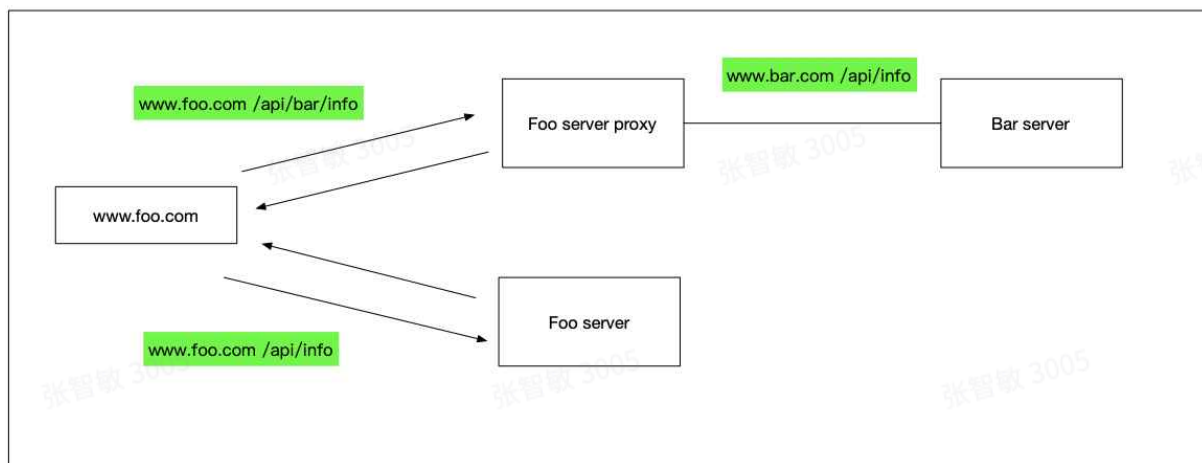 www.bar.com /api/info
www.foo.com /api/bar/info
Foo server proxy
Bar server
张智敏 3005
张智敏 3005
www.foo.com
Foo server
www.foo.com /api/info
张智敏 3005
张智敏 3005
张智敏 3005